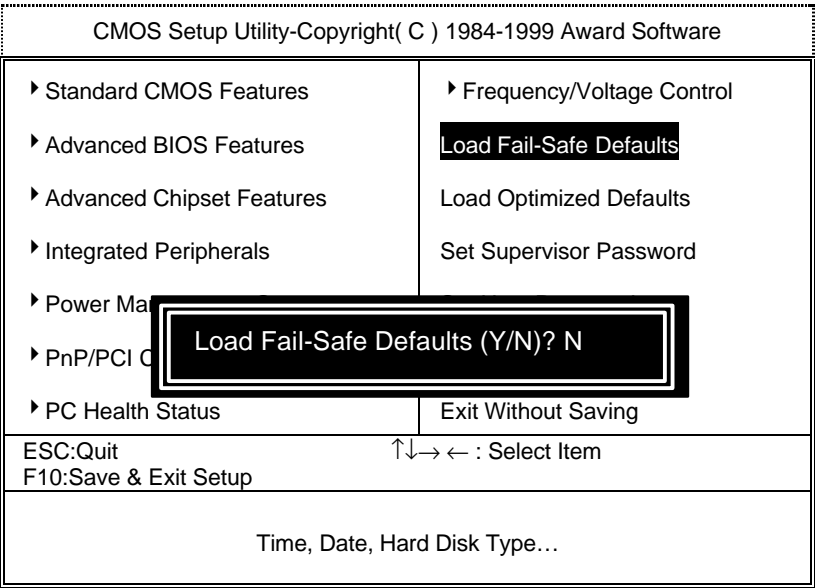 CMOS Setup Utility-Copyright( C ) 1984-1999 Award Software
Standard CMOS Features
Advanced BIOS Features
Advanced Chipset Features
Integrated Peripherals
Power
PnP/PCI
PC Health Status
Frequency/Voltage Control
Load Fail-Safe Defaults
Load Optimized Defaults
Set Supervisor Password
Exit Without Saving
Load Fail-Safe Defaults (Y/N)? N
ESC:Quit ↑↓→ ← : Select Item
F10:Save & Exit Setup
Time, Date, Hard Disk Type…